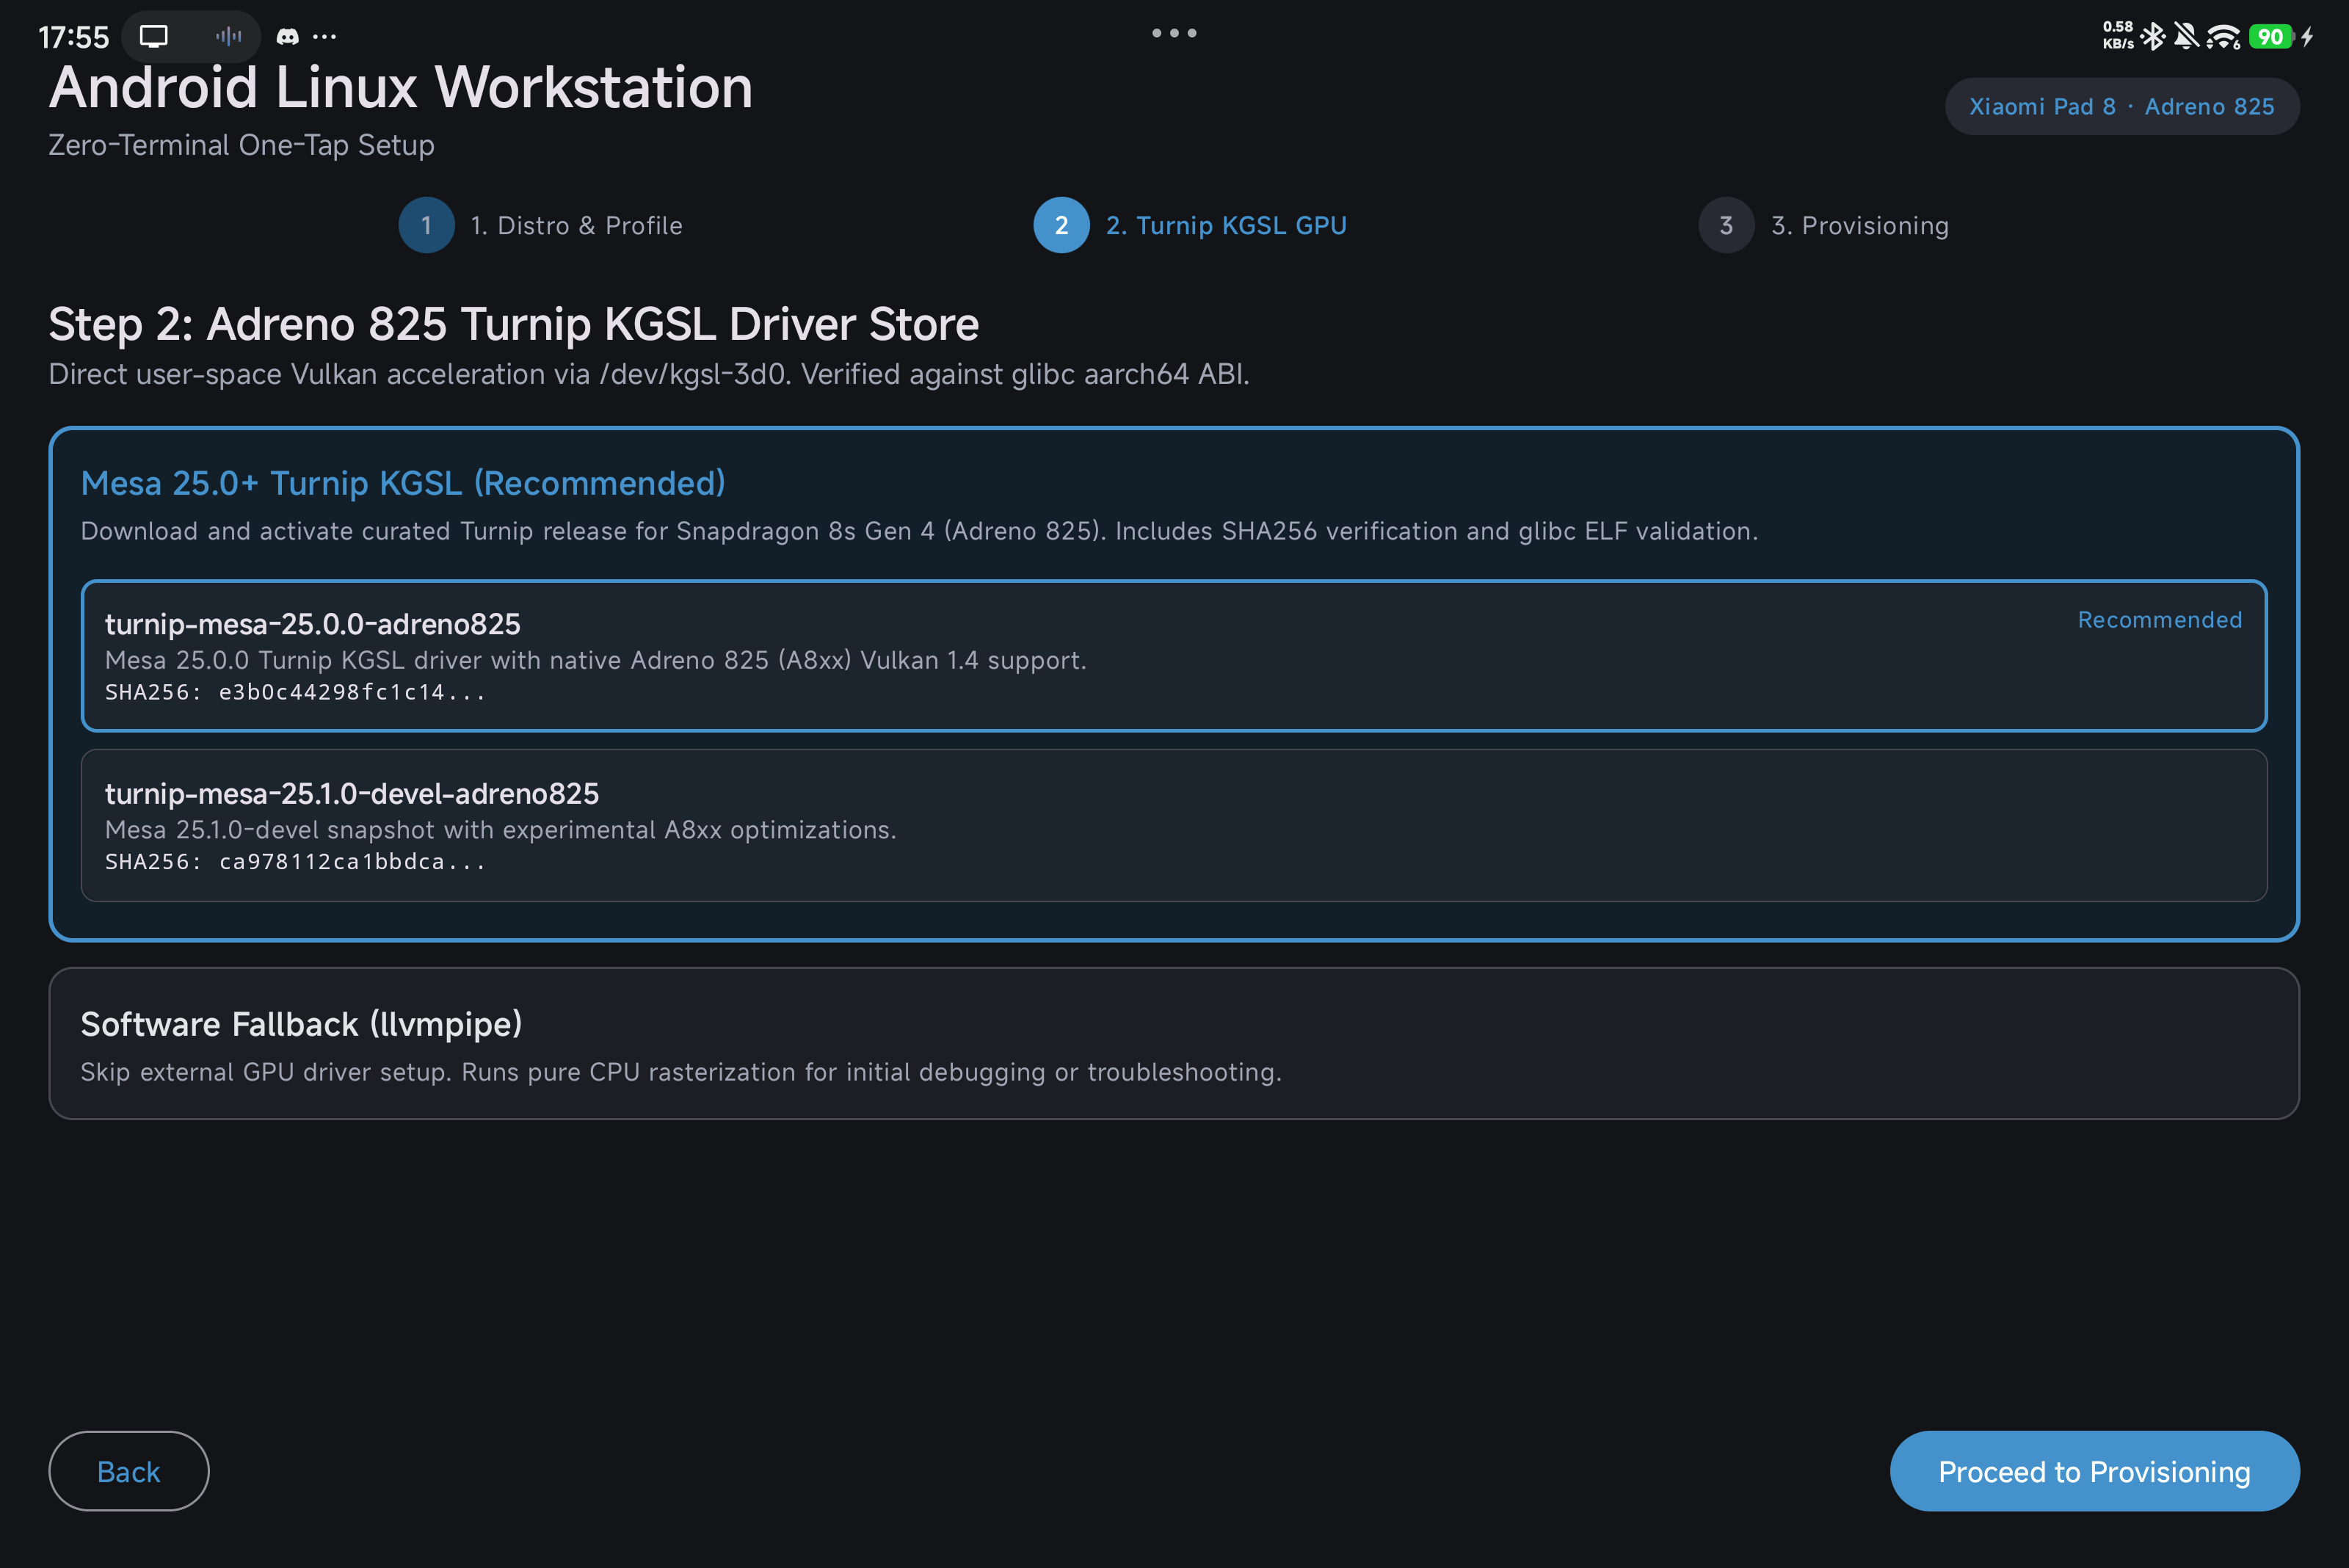 17:55
0.58 KB/s
6
90
Android Linux Workstation
Zero-Terminal One-Tap Setup
Xiaomi Pad 8 · Adreno 825
1 1. Distro & Profile
2 2. Turnip KGSL GPU
3 3. Provisioning
Step 2: Adreno 825 Turnip KGSL Driver Store
Direct user-space Vulkan acceleration via /dev/kgsl-3d0. Verified against glibc aarch64 ABI.
Mesa 25.0+ Turnip KGSL (Recommended)
Download and activate curated Turnip release for Snapdragon 8s Gen 4 (Adreno 825). Includes SHA256 verification and glibc ELF validation.
turnip-mesa-25.0.0-adreno825
Recommended
Mesa 25.0.0 Turnip KGSL driver with native Adreno 825 (A8xx) Vulkan 1.4 support.
SHA256: e3b0c44298fc1c14...
turnip-mesa-25.1.0-devel-adreno825
Mesa 25.1.0-devel snapshot with experimental A8xx optimizations.
SHA256: ca978112ca1bbdca...
Software Fallback (llvmpipe)
Skip external GPU driver setup. Runs pure CPU rasterization for initial debugging or troubleshooting.
Back
Proceed to Provisioning